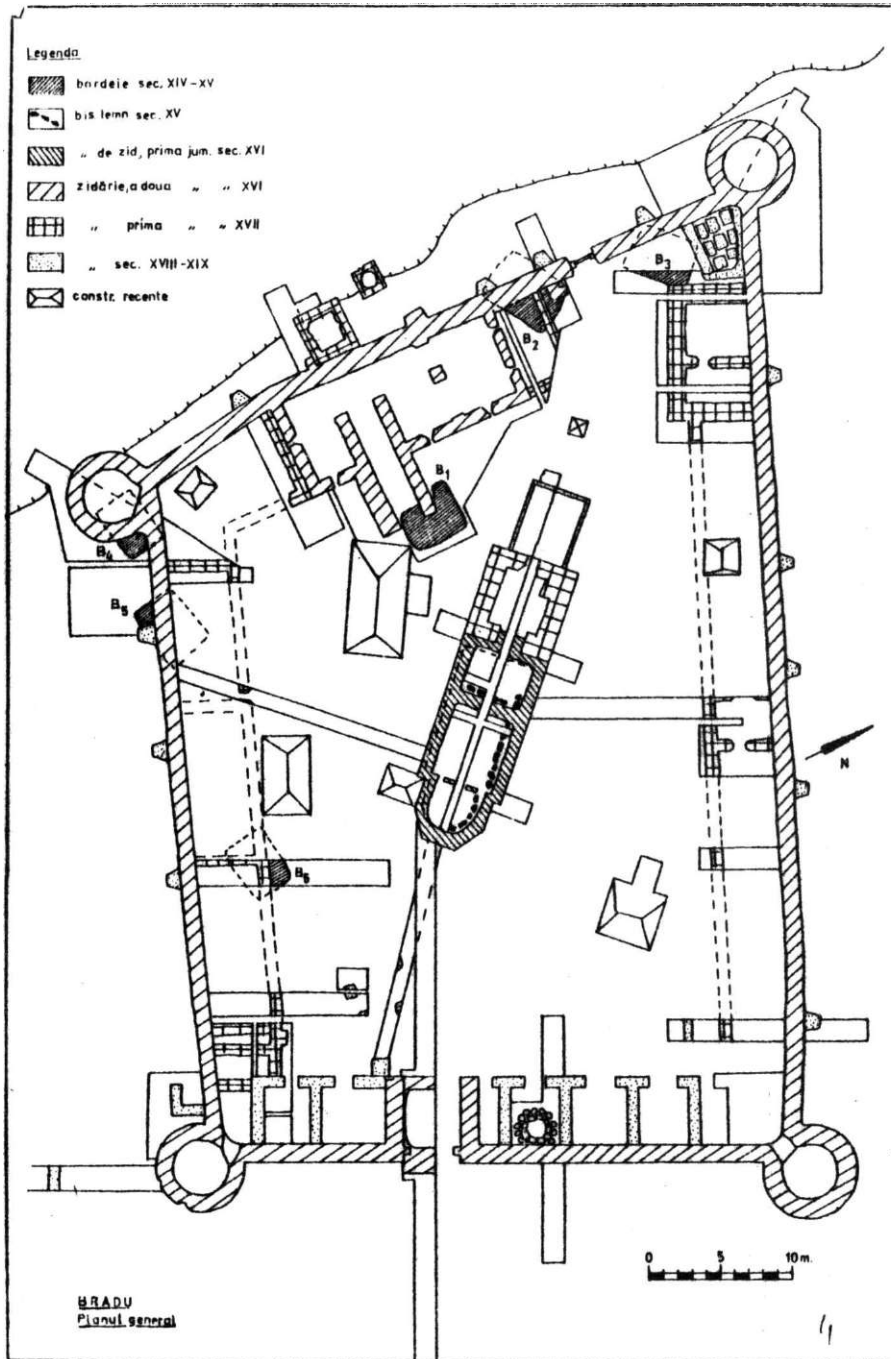 Legenda
bordeie sec. XIV-XV
bis. lemn sec. XV
„ de zid, prima jum. sec. XVI
zidărie, a doua „ „ XVI
„ prima „ „ XVII
„ sec. XVIII-XIX
constr. recente
B3
B2
B1
B4
B5
N
B6
0 5 10 m.
BRADU
Planul general